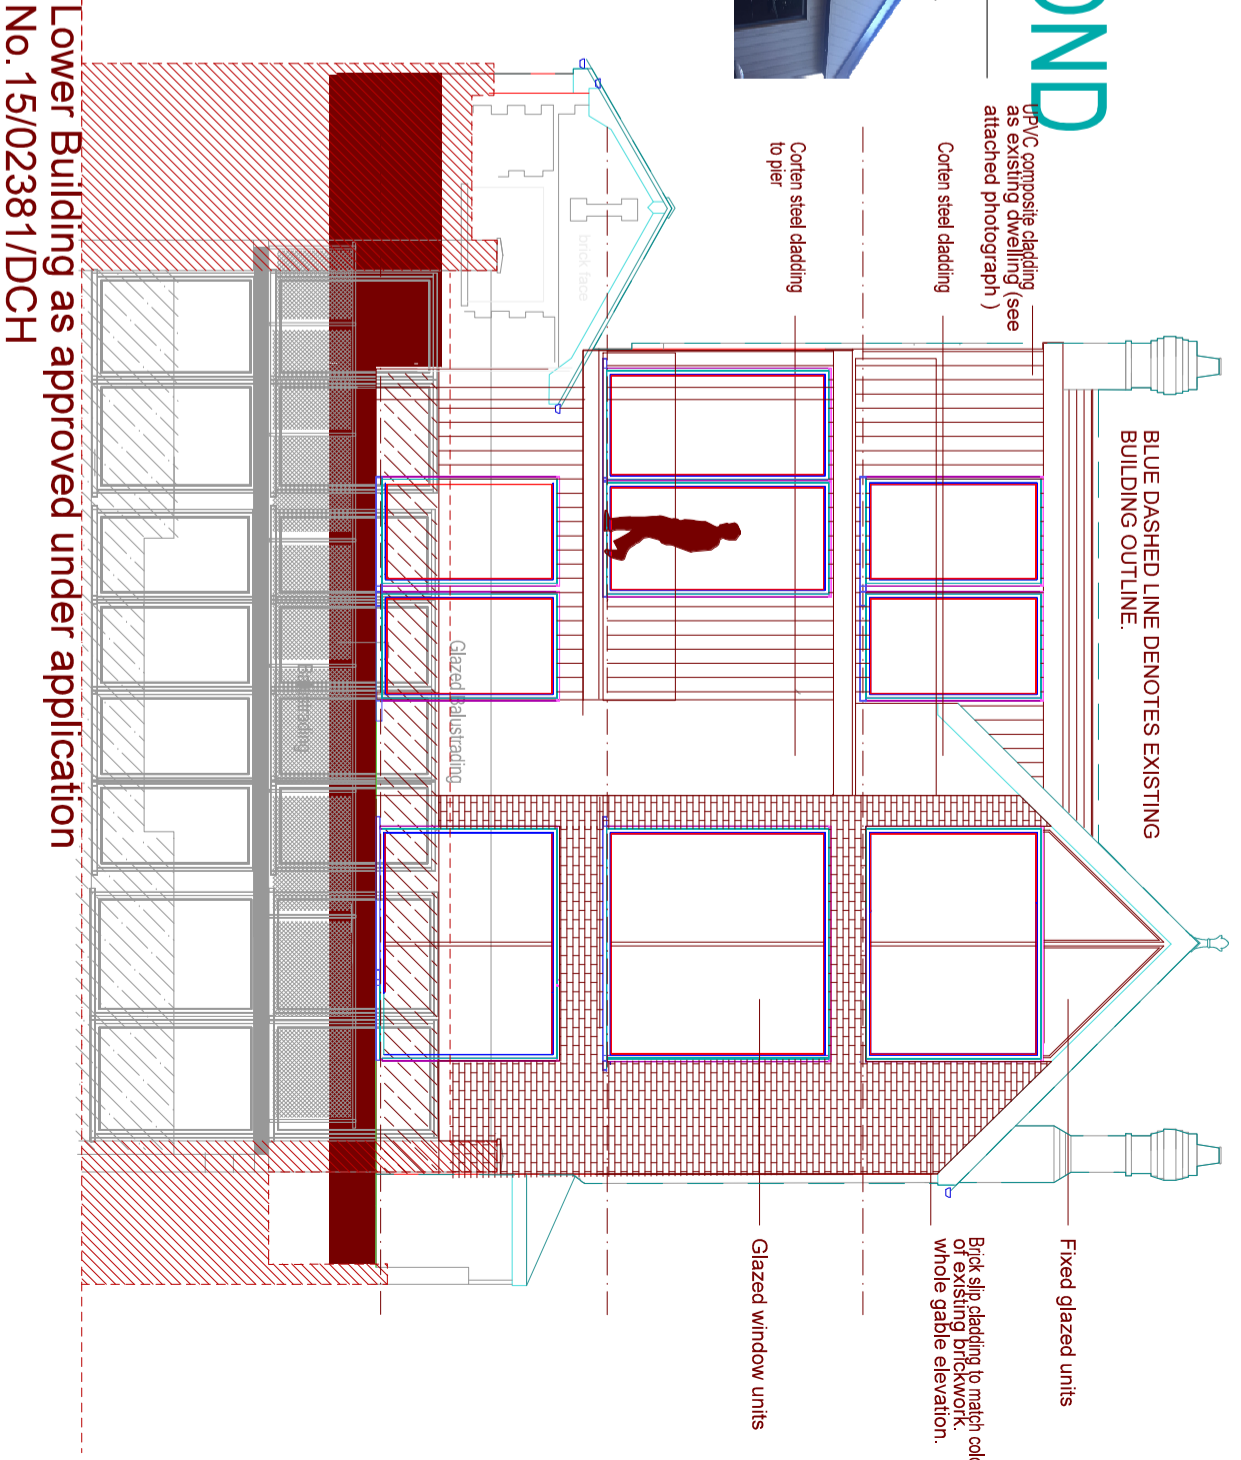 OND
UPVC composite cladding
as existing dwelling (see
attached photograph )
Corten steel cladding
Corten steel cladding
to pier
BLUE DASHED LINE DENOTES EXISTING
BUILDING OUTLINE.
brick face
Glazed Balustrading
Balustrading
Fixed glazed units
Brick slip cladding to match colo
of existing brickwork.
whole gable elevation.
Glazed window units
Lower Building as approved under application
No. 15/02381/DCH